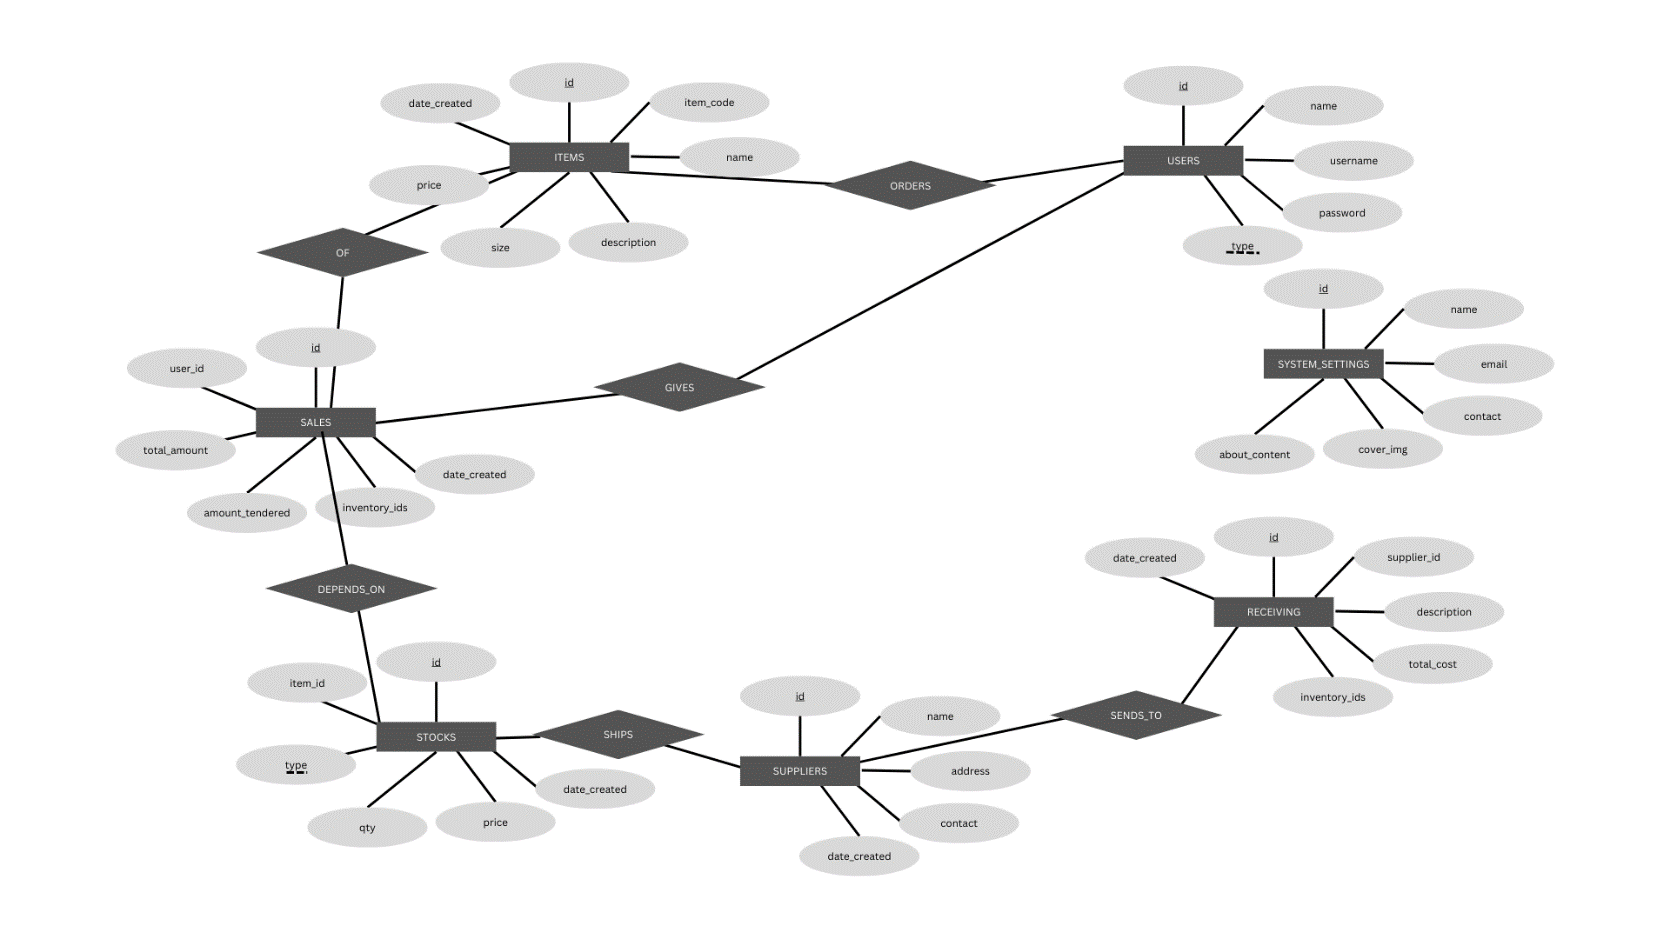 id
date_created
item_code
ITEMS
name
price
size
description
ORDERS
id
name
USERS
username
password
type
OF
id
name
SYSTEM_SETTINGS
email
contact
about_content
cover_img
id
user_id
SALES
total_amount
date_created
amount_tendered
inventory_ids
GIVES
DEPENDS_ON
id
date_created
supplier_id
RECEIVING
description
total_cost
inventory_ids
id
item_id
STOCKS
type
date_created
qty
price
SHIPS
id
name
SENDS_TO
SUPPLIERS
address
contact
date_created